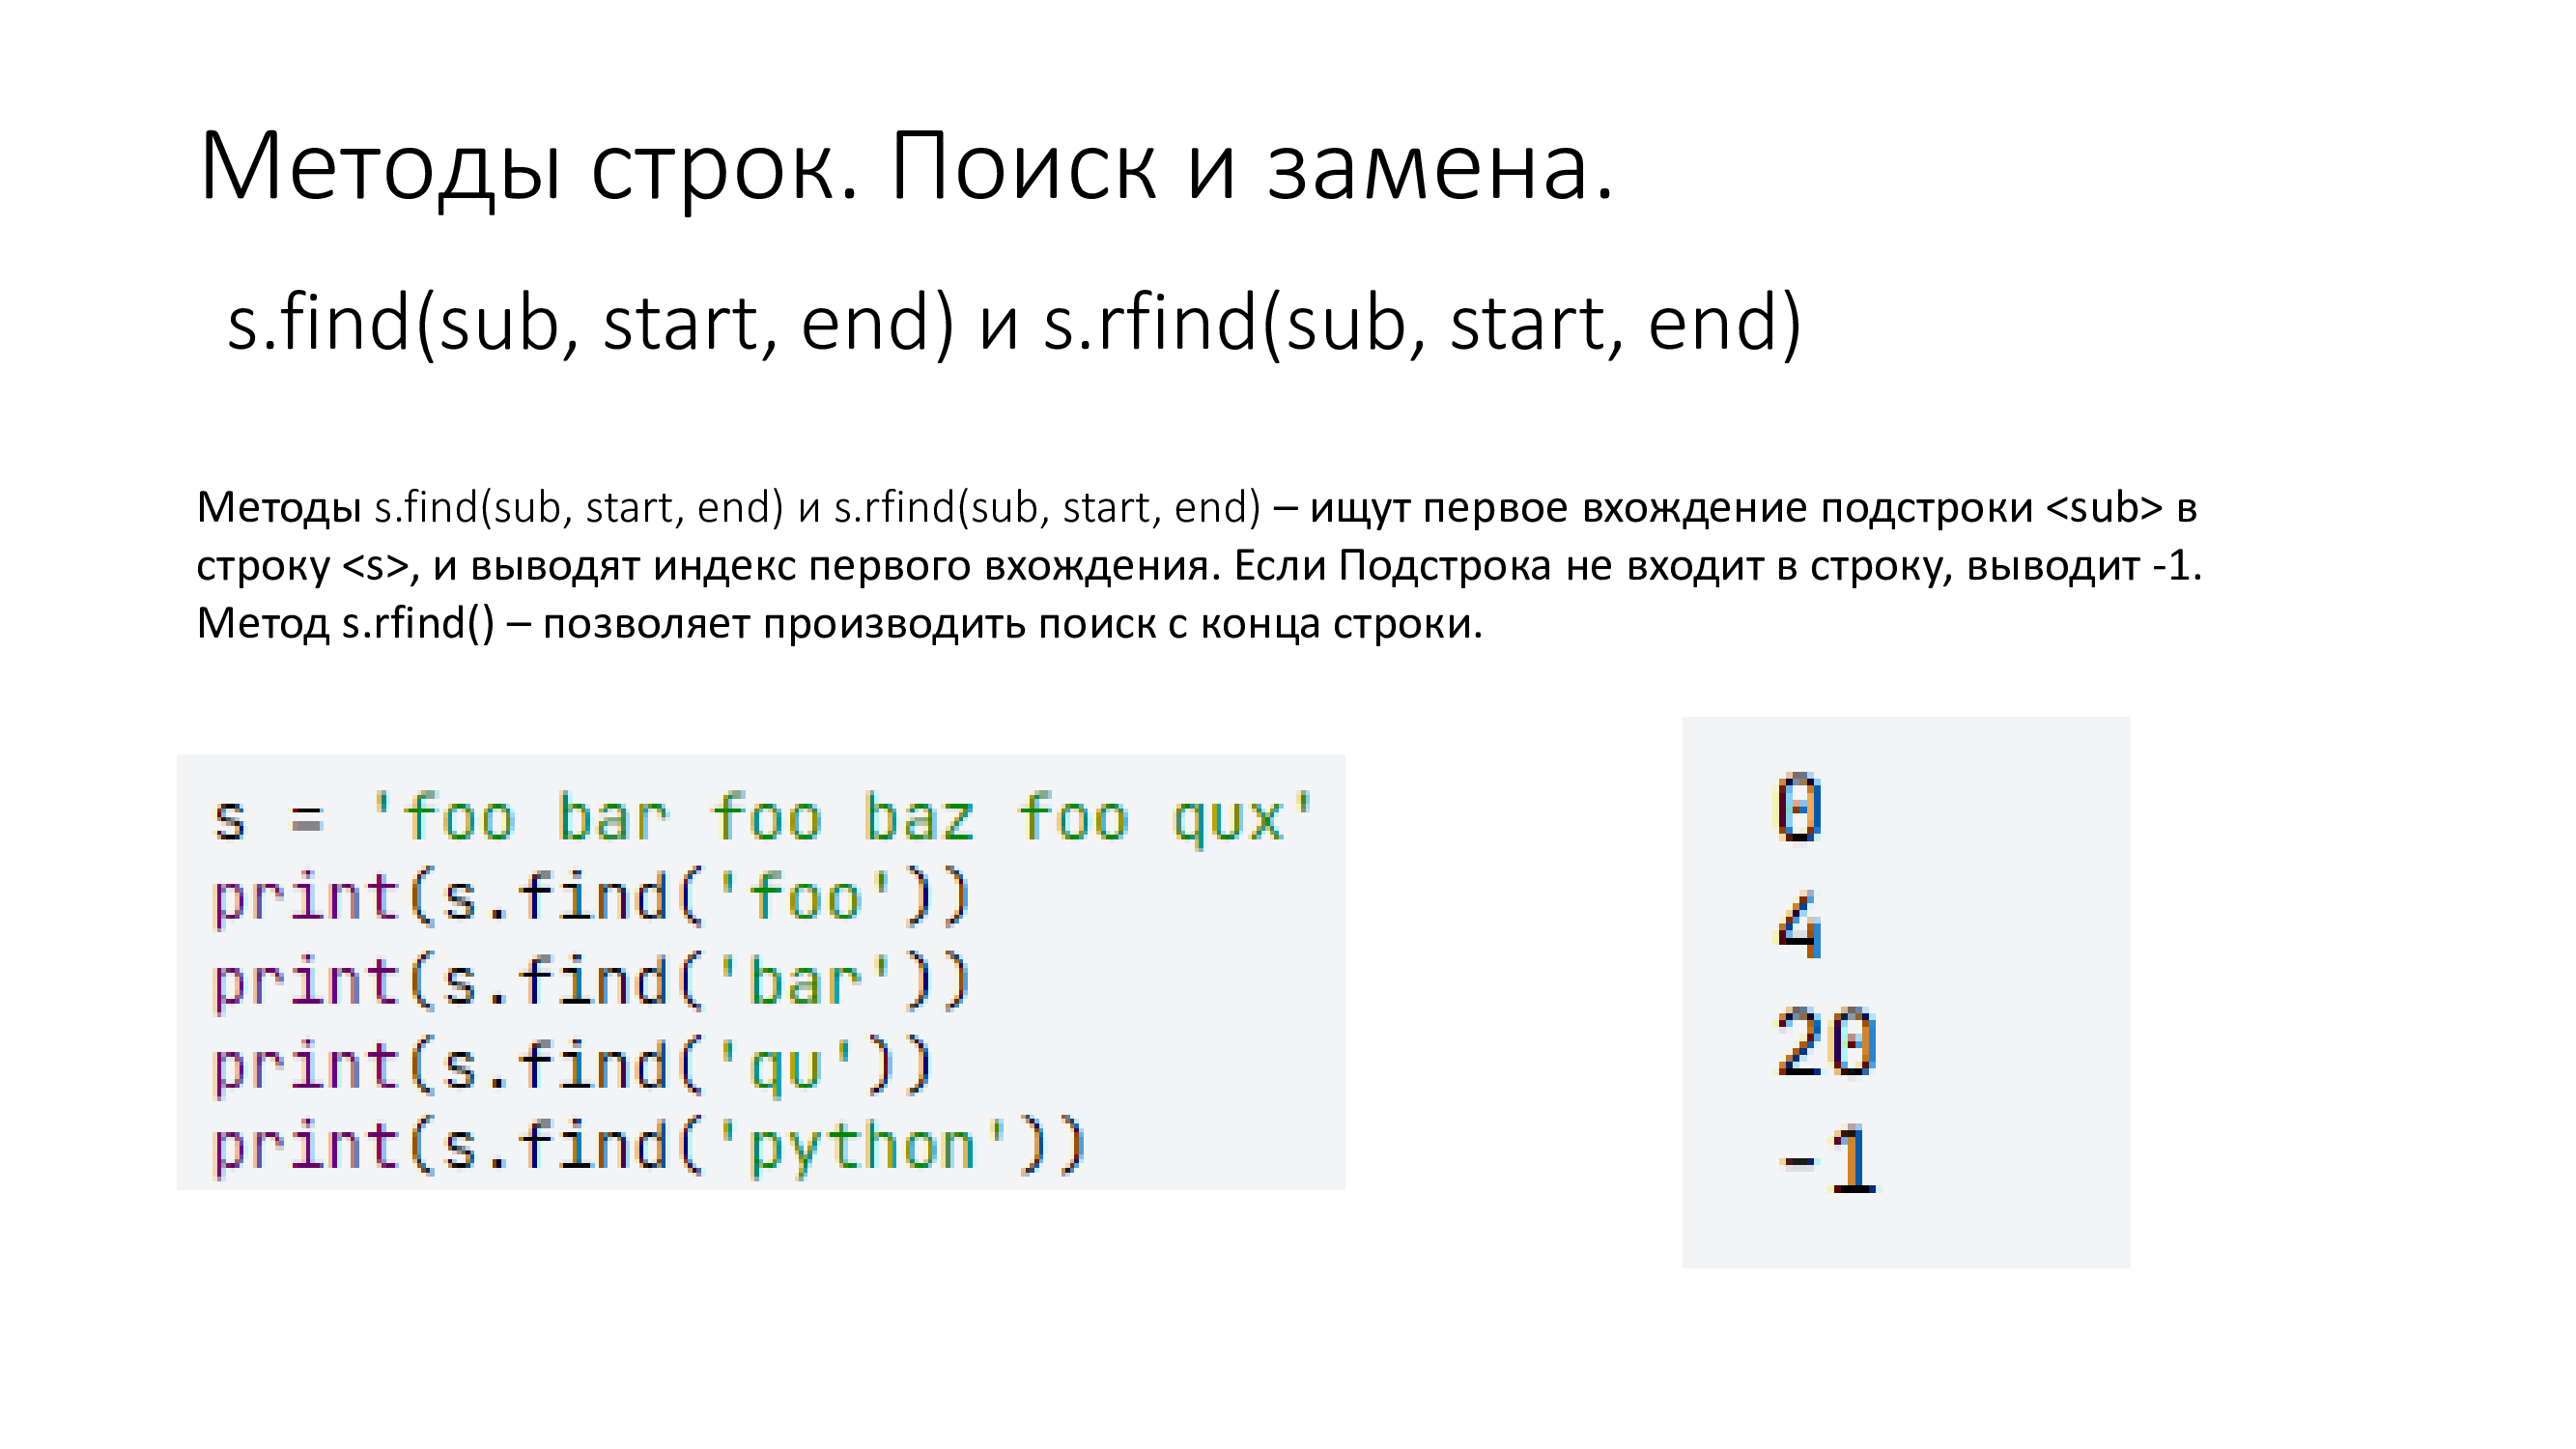 Методы строк. Поиск и замена.
s.find(sub, start, end) и s.rfind(sub, start, end)
Методы s.find(sub, start, end) и s.rfind(sub, start, end) – ищут первое вхождение подстроки <sub> в
строку <s>, и выводят индекс первого вхождения. Если Подстрока не входит в строку, выводит -1.
Метод s.rfind() – позволяет производить поиск с конца строки.
s = 'foo bar foo baz foo qux'
print(s.find('foo'))
print(s.find('bar'))
print(s.find('qu'))
print(s.find('python'))
0
4
20
-1